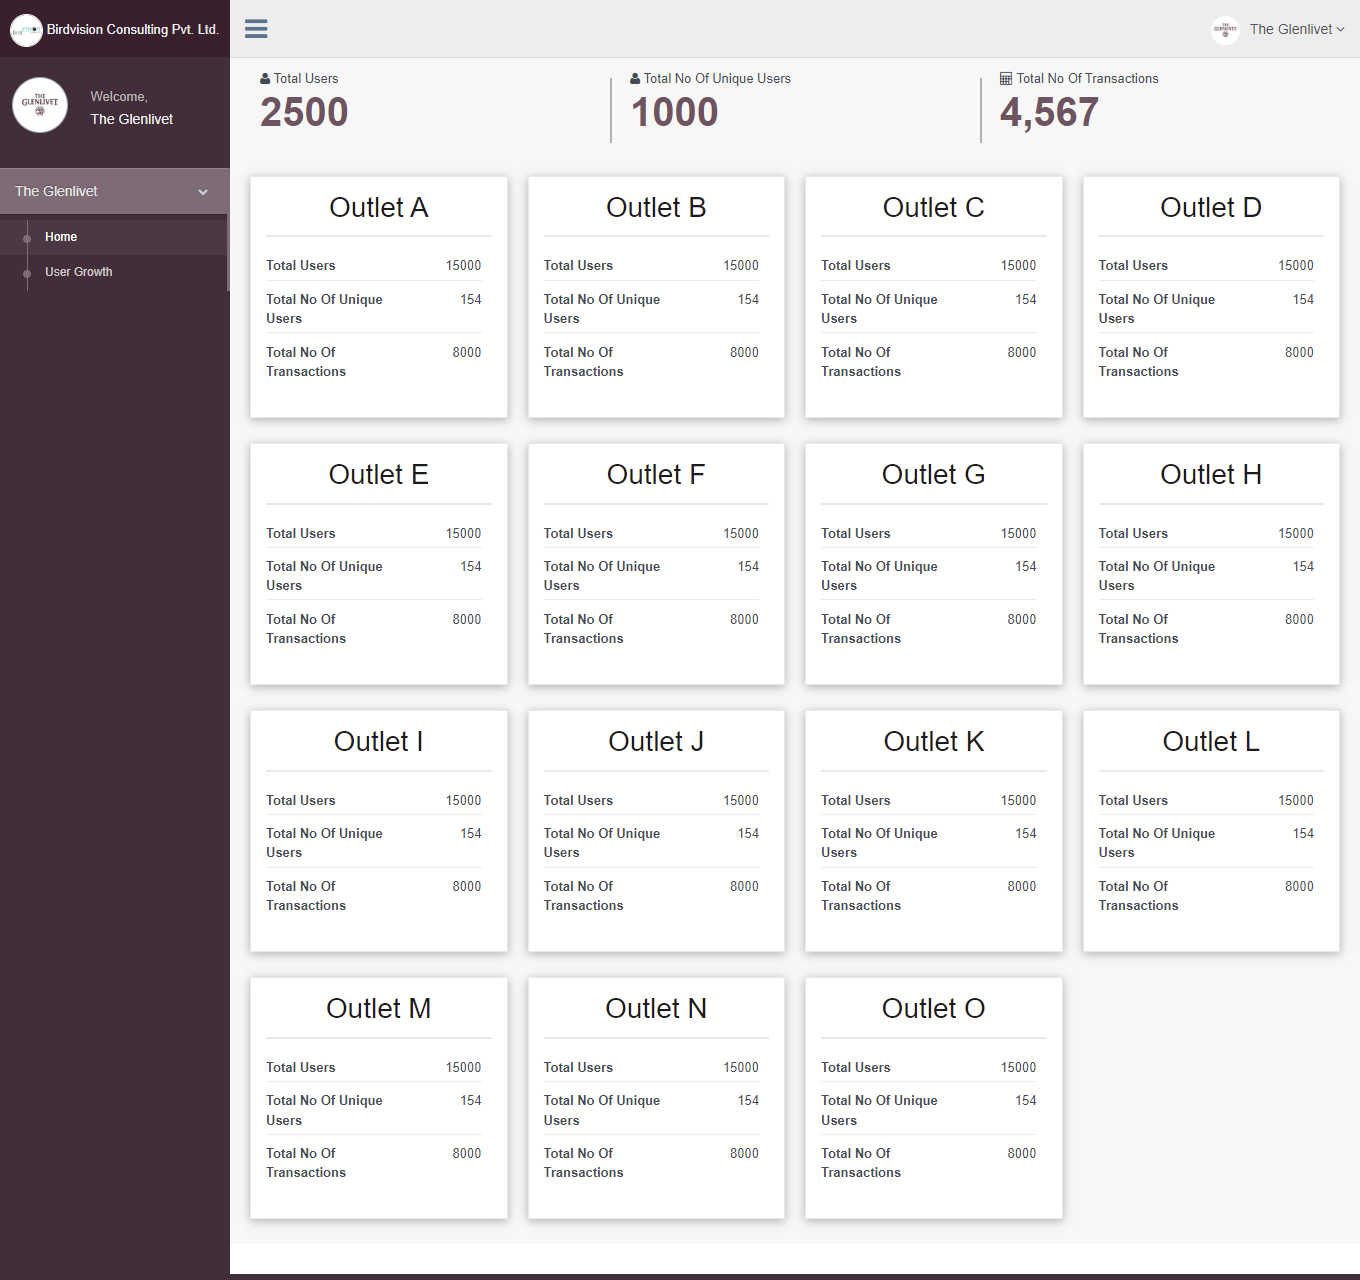 Birdvision Consulting Pvt. Ltd.
The Glenlivet
THE
GLENLIVET
Welcome,
The Glenlivet
The Glenlivet
Home
User Growth
Total Users
2500
Total No Of Unique Users
1000
Total No Of Transactions
4,567
Outlet A
Total Users 15000
Total No Of Unique 154
Users
Total No Of 8000
Transactions
Outlet B
Total Users 15000
Total No Of Unique 154
Users
Total No Of 8000
Transactions
Outlet C
Total Users 15000
Total No Of Unique 154
Users
Total No Of 8000
Transactions
Outlet D
Total Users 15000
Total No Of Unique 154
Users
Total No Of 8000
Transactions
Outlet E
Total Users 15000
Total No Of Unique 154
Users
Total No Of 8000
Transactions
Outlet F
Total Users 15000
Total No Of Unique 154
Users
Total No Of 8000
Transactions
Outlet G
Total Users 15000
Total No Of Unique 154
Users
Total No Of 8000
Transactions
Outlet H
Total Users 15000
Total No Of Unique 154
Users
Total No Of 8000
Transactions
Outlet I
Total Users 15000
Total No Of Unique 154
Users
Total No Of 8000
Transactions
Outlet J
Total Users 15000
Total No Of Unique 154
Users
Total No Of 8000
Transactions
Outlet K
Total Users 15000
Total No Of Unique 154
Users
Total No Of 8000
Transactions
Outlet L
Total Users 15000
Total No Of Unique 154
Users
Total No Of 8000
Transactions
Outlet M
Total Users 15000
Total No Of Unique 154
Users
Total No Of 8000
Transactions
Outlet N
Total Users 15000
Total No Of Unique 154
Users
Total No Of 8000
Transactions
Outlet O
Total Users 15000
Total No Of Unique 154
Users
Total No Of 8000
Transactions